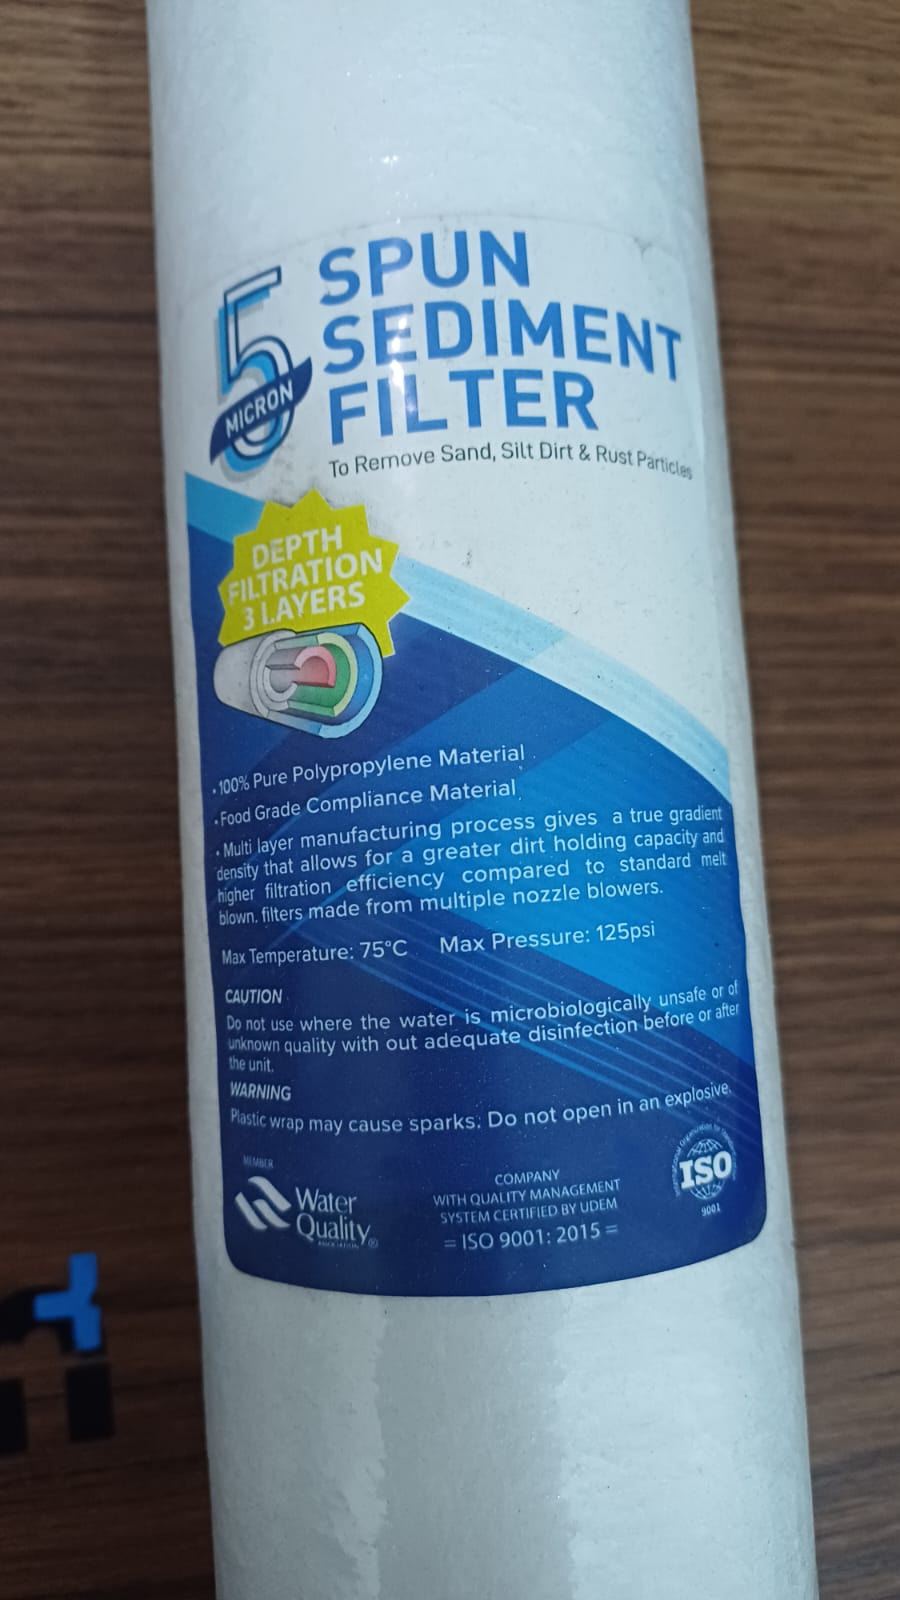 5
MICRON
SPUN
SEDIMENT
FILTER
To Remove Sand, Silt Dirt & Rust Particles
DEPTH
FILTRATION
3 LAYERS
•100% Pure Polypropylene Material
•Food Grade Compliance Material
• Multi layer manufacturing process gives a true gradient
density that allows for a greater dirt holding capacity and
higher filtration efficiency compared to standard melt
blown. filters made from multiple nozzle blowers.
Max Temperature: 75°C Max Pressure: 125psi
CAUTION
Do not use where the water is microbiologically unsafe or of
unknown quality with out adequate disinfection before or after
the unit.
WARNING
Plastic wrap may cause sparks. Do not open in an explosive.
MEMBER
Water
Quality
ASSOCIATION®
COMPANY
WITH QUALITY MANAGEMENT
SYSTEM CERTIFIED BY UDEM
= ISO 9001: 2015 =
International Organization for
ISO
9001